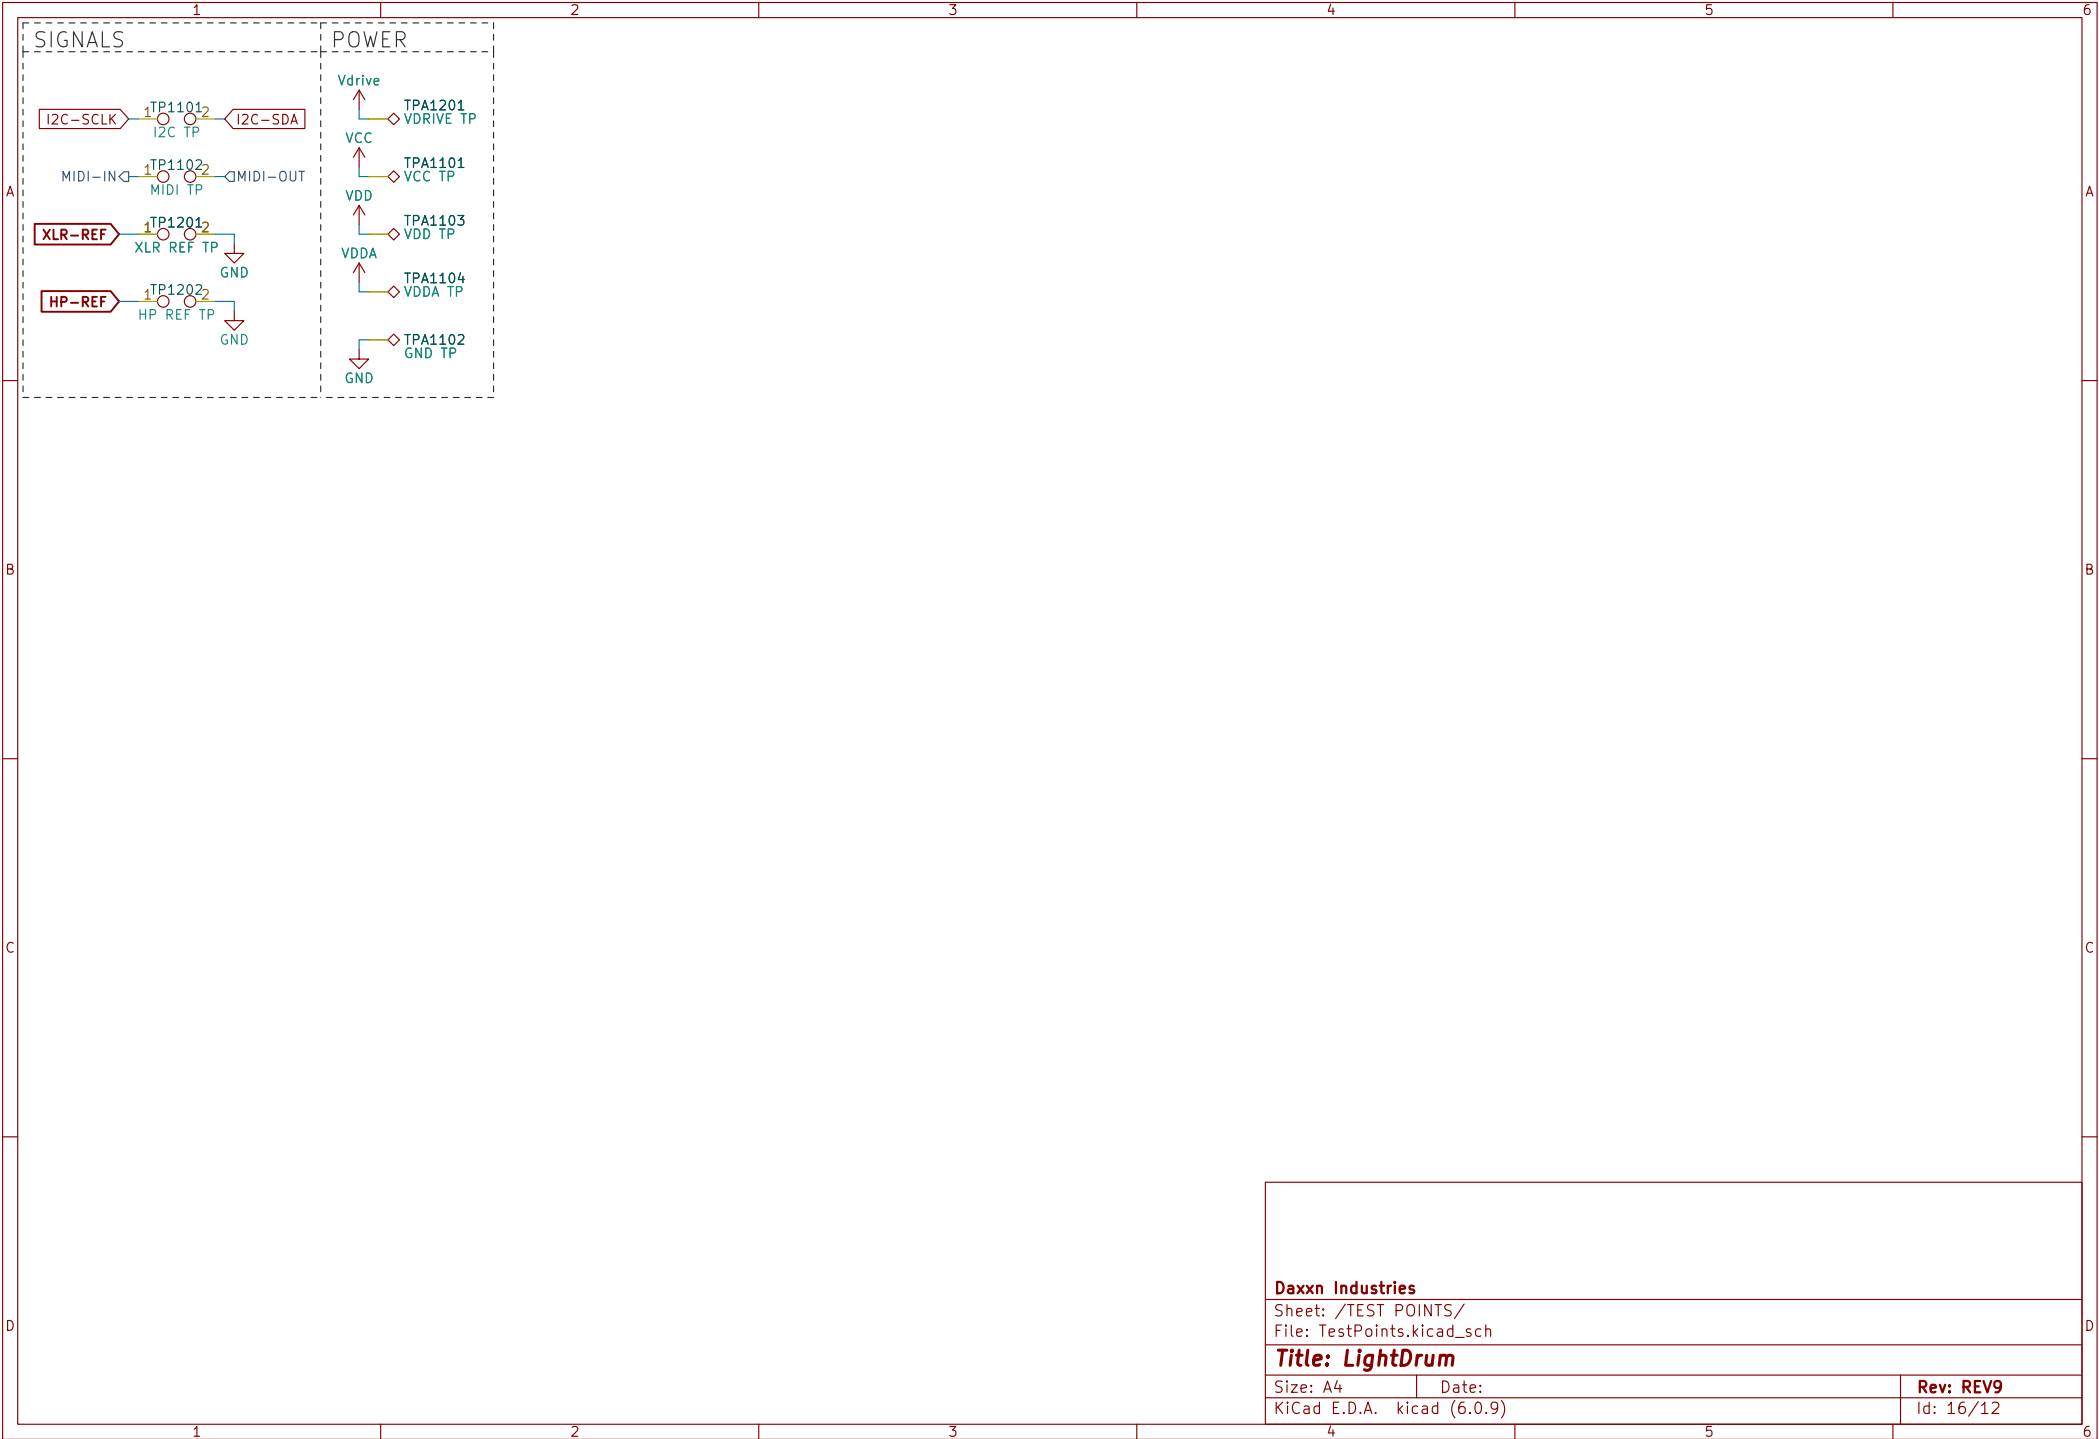 1 2 3 4 5 6
SIGNALS
I2C-SCLK 1 TP1101 2 I2C-SDA
I2C TP
MIDI-IN 1 TP1102 2 MIDI-OUT
MIDI TP
XLR-REF 1 TP1201 2
XLR REF TP
GND
HP-REF 1 TP1202 2
HP REF TP
GND
POWER
Vdrive
TPA1201
VDRIVE TP
VCC
TPA1101
VCC TP
VDD
TPA1103
VDD TP
VDDA
TPA1104
VDDA TP
TPA1102
GND TP
GND
A A
B B
C C
D D
Daxxn Industries
Sheet: /TEST POINTS/
File: TestPoints.kicad_sch
Title: LightDrum
Size: A4 Date: Rev: REV9
KiCad E.D.A. kicad (6.0.9) Id: 16/12
1 2 3 4 5 6